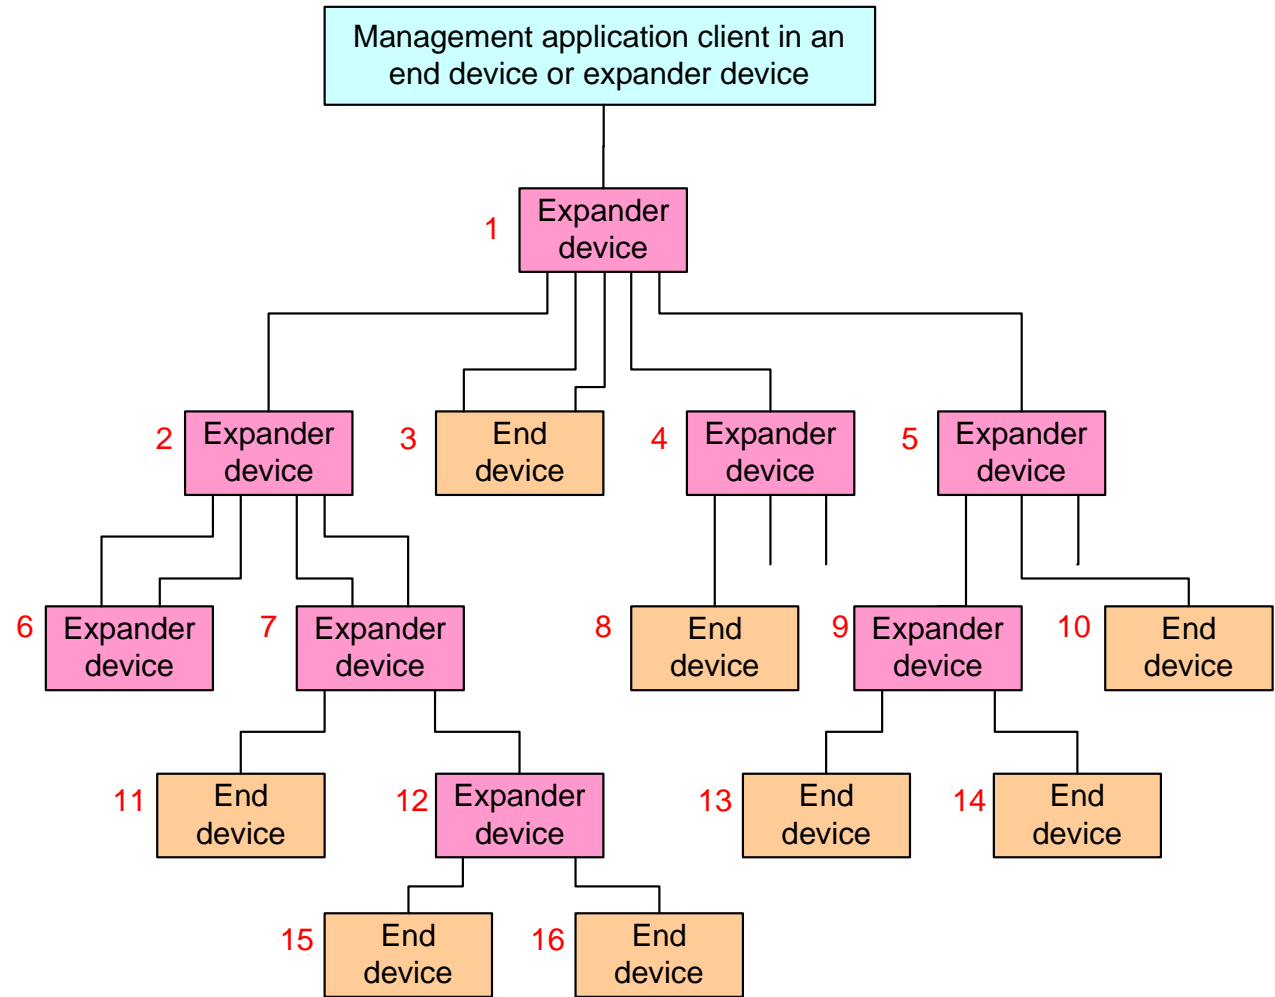 Management application client in an
end device or expander device
1
Expander
device
2
Expander
device
3
End
device
4
Expander
device
5
Expander
device
6
Expander
device
7
Expander
device
8
End
device
9
Expander
device
10
End
device
11
End
device
12
Expander
device
13
End
device
14
End
device
15
End
device
16
End
device